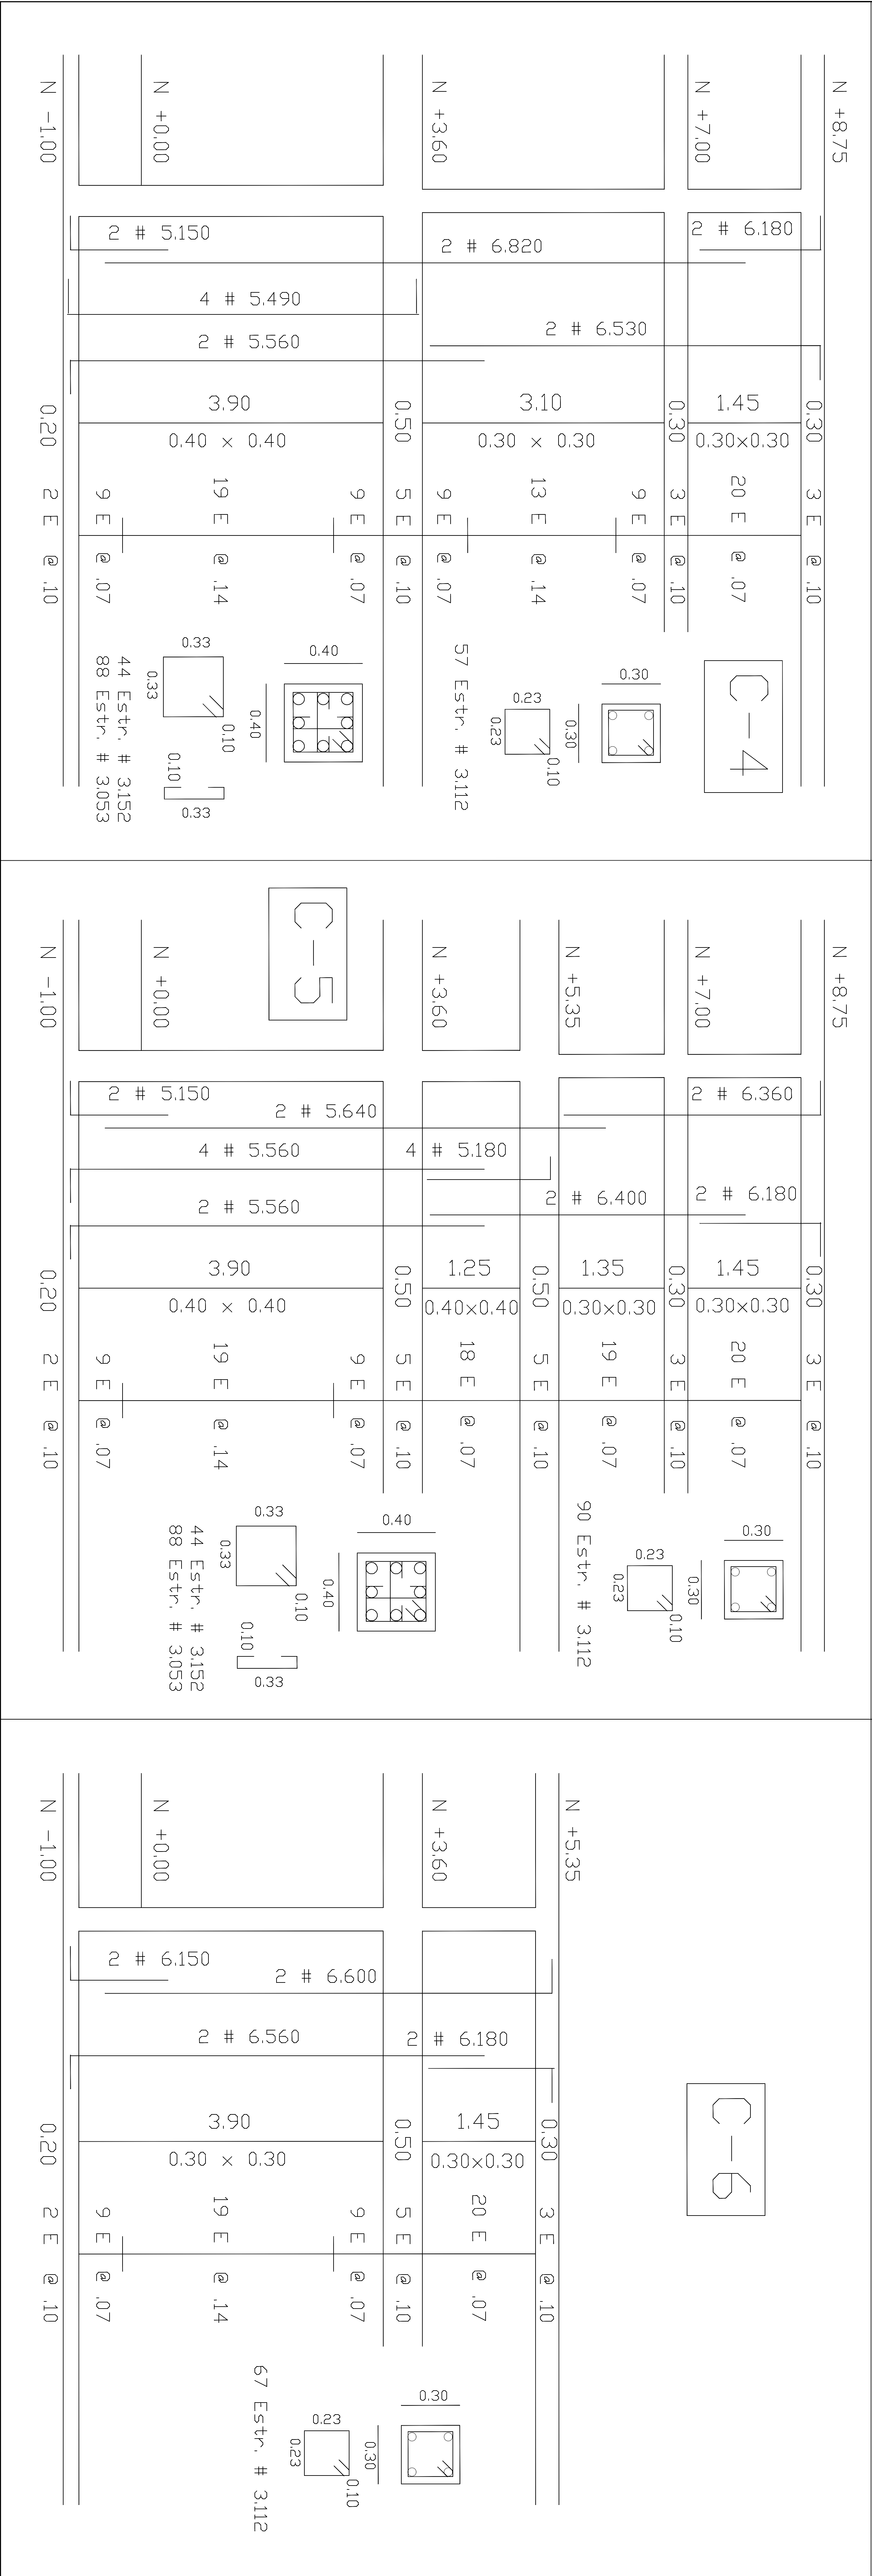 C-4
N +8.75
N +7.00
N +3.60
N +0.00
N -1.00
2 # 5.150
2 # 6.820
2 # 6.180
4 # 5.490
2 # 5.560
2 # 6.530
3.90
3.10
1.45
0.40 x 0.40
0.30 x 0.30
0.30x0.30
0.20
0.50
0.30
0.30
2 E @ .10
9 E @ .07
19 E @ .14
9 E @ .07
5 E @ .10
9 E @ .07
13 E @ .14
9 E @ .07
3 E @ .10
20 E @ .07
3 E @ .10
0.33
0.33
0.10
0.10
0.33
44 Estr. # 3.152
88 Estr. # 3.053
0.40
0.40
57 Estr. # 3.112
0.23
0.23
0.10
0.30
0.30
C-5
N +8.75
N +7.00
N +5.35
N +3.60
N +0.00
N -1.00
2 # 5.150
2 # 5.640
2 # 6.360
4 # 5.560
4 # 5.180
2 # 5.560
2 # 6.400
2 # 6.180
3.90
1.25
1.35
1.45
0.40 x 0.40
0.40x0.40
0.30x0.30
0.30x0.30
0.20
0.50
0.50
0.30
0.30
2 E @ .10
9 E @ .07
19 E @ .14
9 E @ .07
5 E @ .10
18 E @ .07
5 E @ .10
19 E @ .07
3 E @ .10
20 E @ .07
3 E @ .10
0.33
0.33
0.10
0.10
0.33
44 Estr. # 3.152
88 Estr. # 3.053
0.40
0.40
90 Estr. # 3.112
0.23
0.23
0.10
0.30
0.30
C-6
N +5.35
N +3.60
N +0.00
N -1.00
2 # 6.150
2 # 6.600
2 # 6.560
2 # 6.180
3.90
1.45
0.30 x 0.30
0.30x0.30
0.20
0.50
0.30
2 E @ .10
9 E @ .07
19 E @ .14
9 E @ .07
5 E @ .10
20 E @ .07
3 E @ .10
67 Estr. # 3.112
0.23
0.23
0.10
0.30
0.30